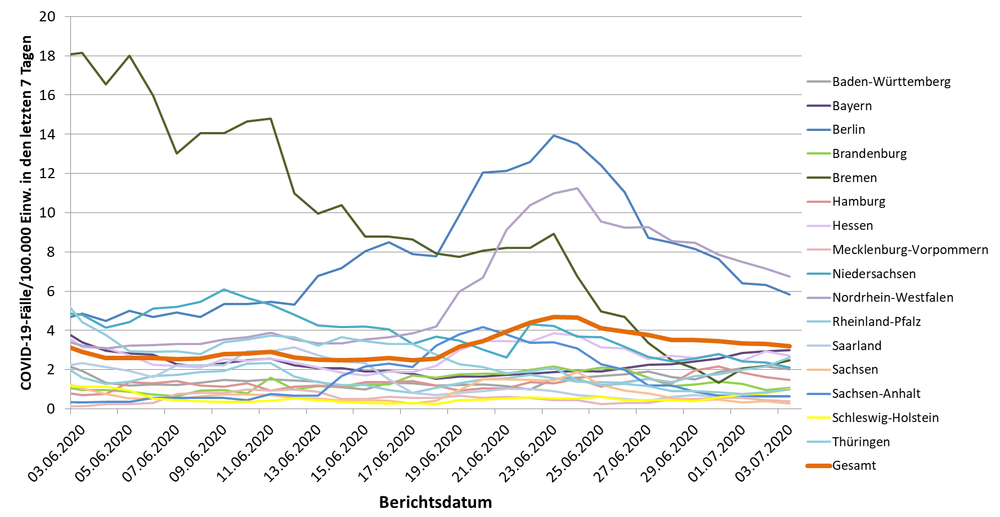 COVID-19-Fälle/100.000 Einw. in den letzten 7 Tagen
20
18
16
14
12
10
8
6
4
2
0
03.06.2020
05.06.2020
07.06.2020
09.06.2020
11.06.2020
13.06.2020
15.06.2020
17.06.2020
19.06.2020
21.06.2020
23.06.2020
25.06.2020
27.06.2020
29.06.2020
01.07.2020
03.07.2020
Berichtsdatum
Baden-Württemberg
Bayern
Berlin
Brandenburg
Bremen
Hamburg
Hessen
Mecklenburg-Vorpommern
Niedersachsen
Nordrhein-Westfalen
Rheinland-Pfalz
Saarland
Sachsen
Sachsen-Anhalt
Schleswig-Holstein
Thüringen
Gesamt